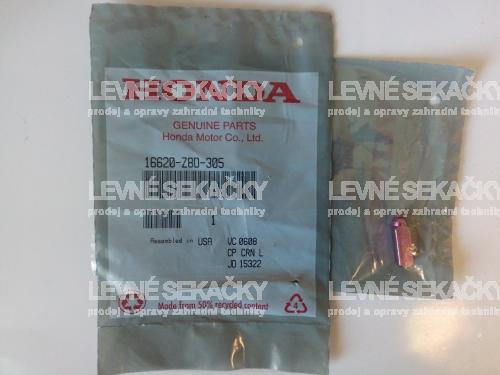 HONDA
GENUINE PARTS
Honda Motor Co., Ltd.
16620-Z8D-305
1
Assembled in USA VC 0608
CP CRN L
JD 15322
Made from 50% recycled content
4
LEVNÉ SEKAČKY
prodej a opravy zahradní techniky
LEVNÉ SEKAČKY
prodej a opravy zahradní techniky
LEVNÉ SEKAČKY
prodej a opravy zahradní techniky
LEVNÉ SEKAČKY
prodej a opravy zahradní techniky
LEVNÉ SEKAČKY
prodej a opravy zahradní techniky
LEVNÉ SEKAČKY
prodej a opravy zahradní techniky